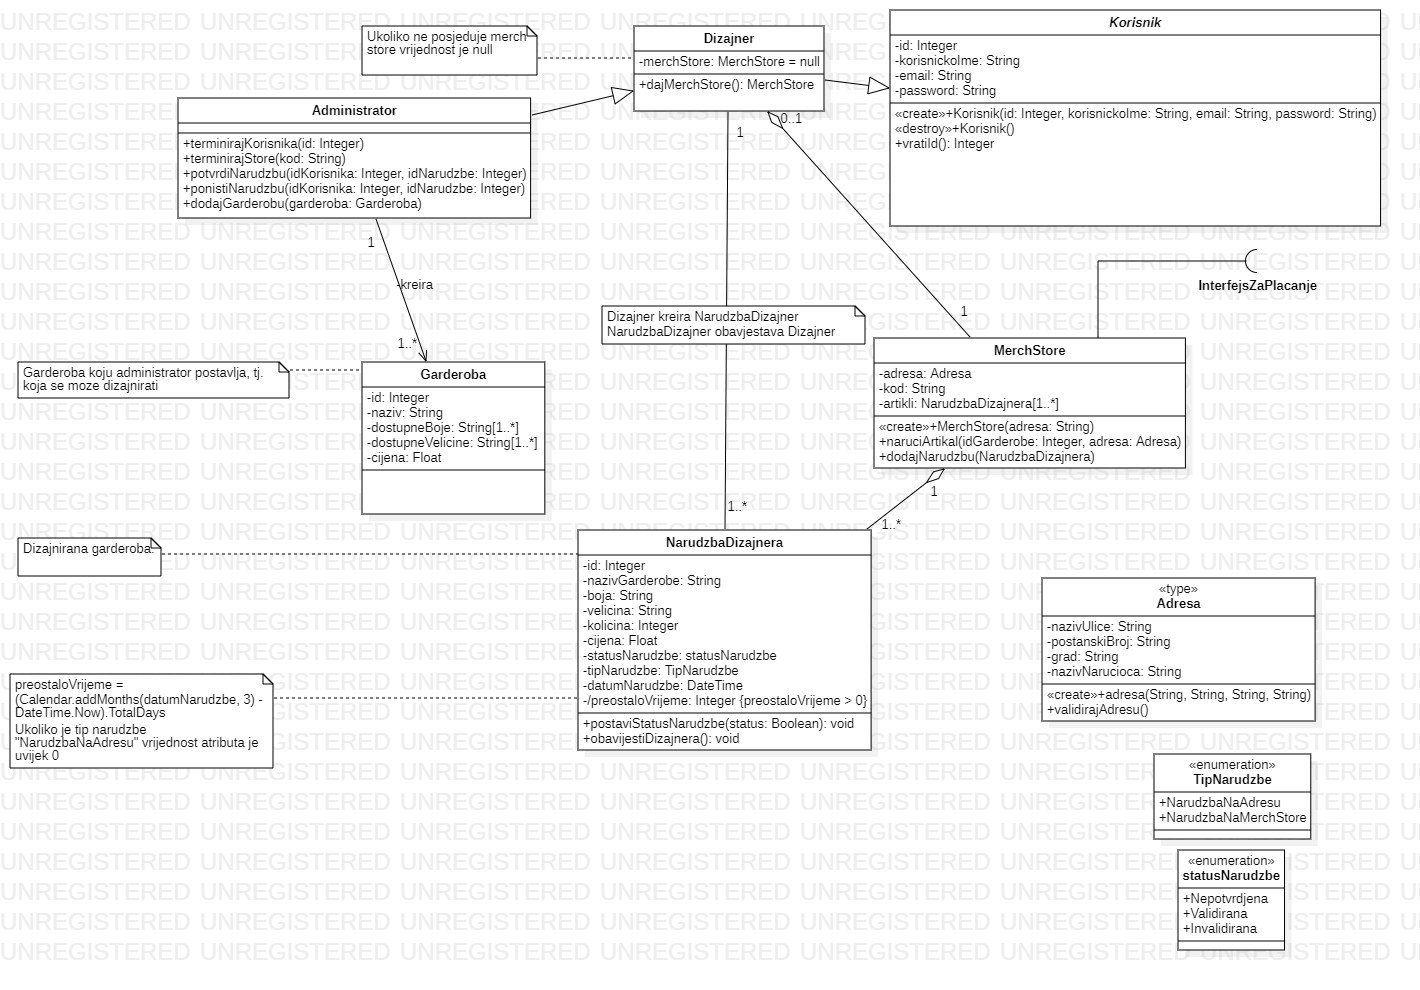 Ukoliko ne posjeduje merch
store vrijednost je null
Dizajner
-merchStore: MerchStore = null
+dajMerchStore(): MerchStore
Korisnik
-id: Integer
-korisnickoIme: String
-email: String
-password: String
«create»+Korisnik(id: Integer, korisnickoIme: String, email: String, password: String)
«destroy»+Korisnik()
+vratiId(): Integer
Administrator
+terminirajKorisnika(id: Integer)
+terminirajStore(kod: String)
+potvrdiNarudzbu(idKorisnika: Integer, idNarudzbe: Integer)
+ponistiNarudzbu(idKorisnika: Integer, idNarudzbe: Integer)
+dodajGarderobu(garderoba: Garderoba)
0..1
1
1
-kreira
1..*
InterfejsZaPlacanje
Dizajner kreira NarudzbaDizajner
NarudzbaDizajner obavjestava Dizajner
1
Garderoba koju administrator postavlja, tj.
koja se moze dizajnirati
Garderoba
-id: Integer
-naziv: String
-dostupneBoje: String[1..*]
-dostupneVelicine: String[1..*]
-cijena: Float
MerchStore
-adresa: Adresa
-kod: String
-artikli: NarudzbaDizajnera[1..*]
«create»+MerchStore(adresa: String)
+naruciArtikal(idGarderobe: Integer, adresa: Adresa)
+dodajNarudzbu(NarudzbaDizajnera)
1
1..*
1..*
Dizajnirana garderoba
NarudzbaDizajnera
-id: Integer
-nazivGarderobe: String
-boja: String
-velicina: String
-kolicina: Integer
-cijena: Float
-statusNarudzbe: statusNarudzbe
-tipNarudzbe: TipNarudzbe
-datumNarudzbe: DateTime
-/preostaloVrijeme: Integer {preostaloVrijeme > 0}
+postaviStatusNarudzbe(status: Boolean): void
+obavijestiDizajnera(): void
preostaloVrijeme =
(Calendar.addMonths(datumNarudzbe, 3) -
DateTime.Now).TotalDays
Ukoliko je tip narudzbe
"NarudzbaNaAdresu" vrijednost atributa je
uvijek 0
«type»
Adresa
-nazivUlice: String
-postanskiBroj: String
-grad: String
-nazivNarucioca: String
«create»+adresa(String, String, String, String)
+validirajAdresu()
«enumeration»
TipNarudzbe
+NarudzbaNaAdresu
+NarudzbaNaMerchStore
«enumeration»
statusNarudzbe
+Nepotvrdjena
+Validirana
+Invalidirana
UNREGISTERED